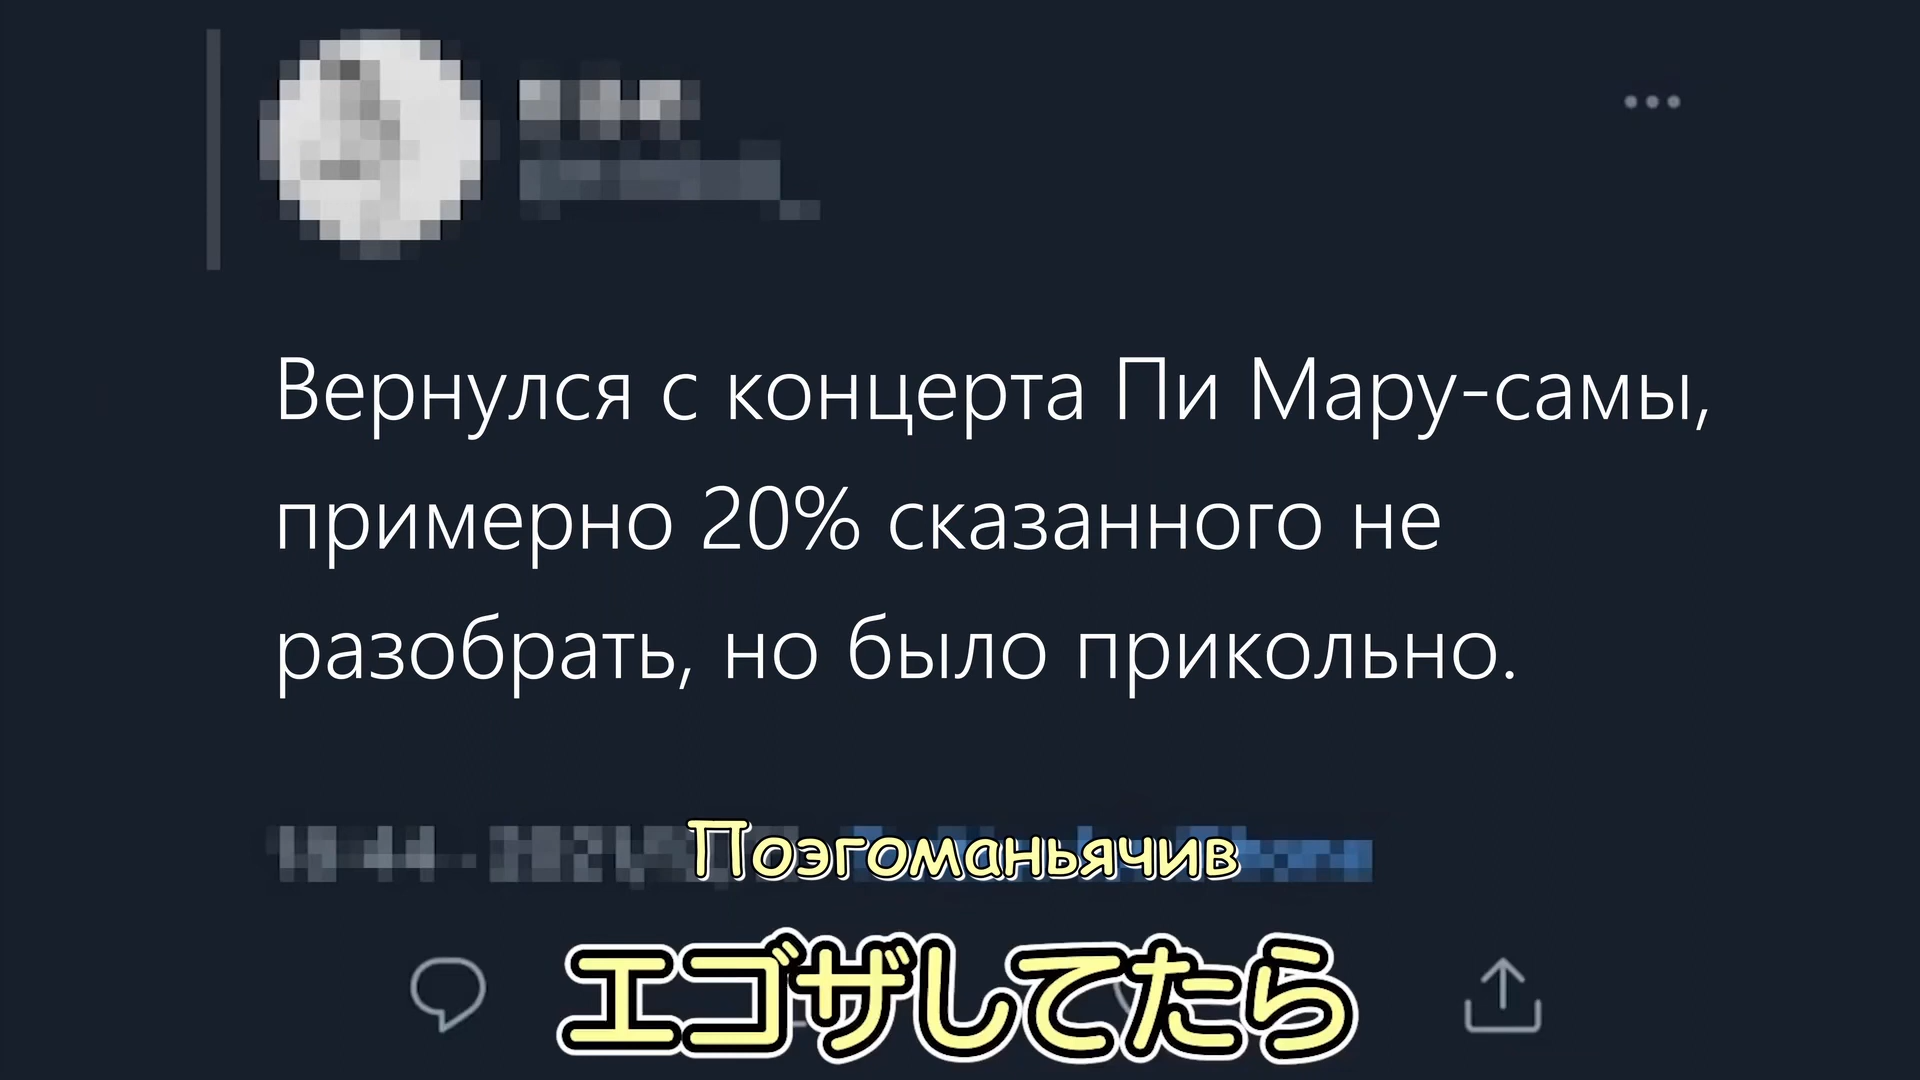 Вернулся с концерта Пи Мару-самы,
примерно 20% сказанного не
разобрать, но было прикольно.
Поэгоманьячив
エゴザしてたら